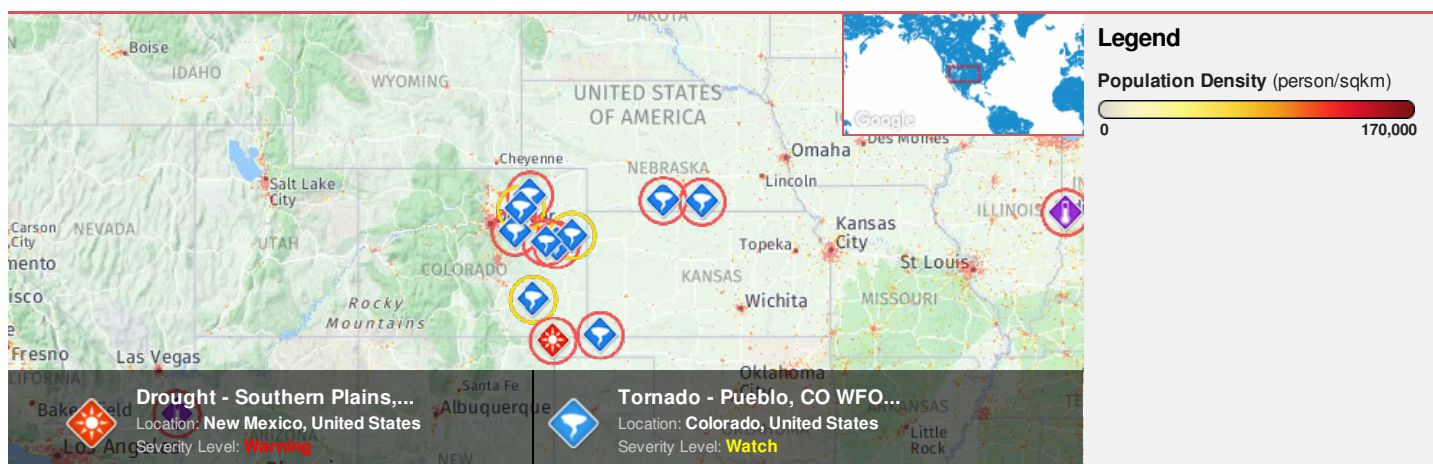 DAKOTA
Boise
IDAHO
WYOMING
UNITED STATES
OF AMERICA
Google
Des Moines
Omaha
Cheyenne
NEBRASKA
Lincoln
Salt Lake
City
ILLINOIS
Carson
City
NEVADA
UTAH
COLORADO
Topeka
Kansas
City
St Louis
KANSAS
MISSOURI
Rocky
Mountains
Wichita
Fresno
Las Vegas
Oklahoma
City
Santa Fe
Albuquerque
ARIZONA
NEW
ARKANSAS
Little
Rock
Drought - Southern Plains,...
Location: New Mexico, United States
Severity Level: Warning
Tornado - Pueblo, CO WFO...
Location: Colorado, United States
Severity Level: Watch
Legend
Population Density (person/sqkm)
0
170,000